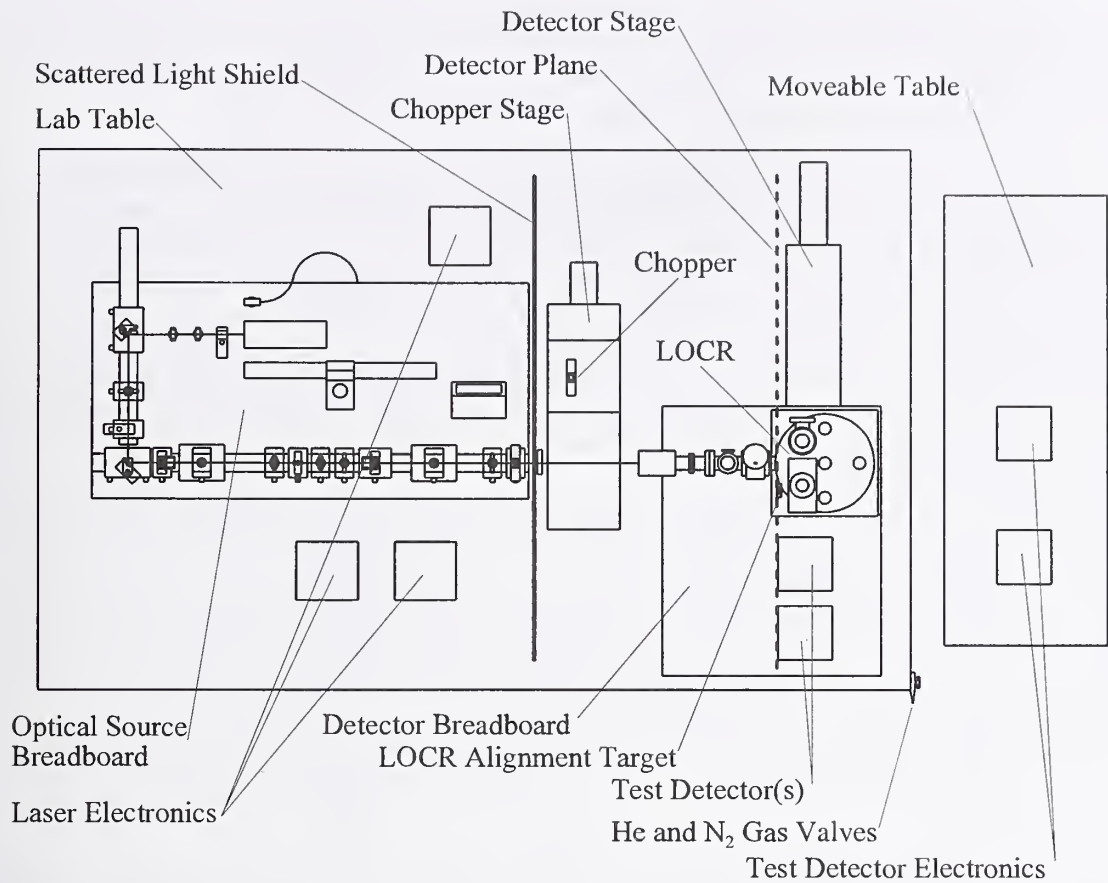 Detector Stage
Scattered Light Shield
Detector Plane
Moveable Table
Lab Table
Chopper Stage
Chopper
LOCR
Optical Source
Breadboard
Detector Breadboard
LOCR Alignment Target
Laser Electronics
Test Detector(s)
He and N₂ Gas Valves
Test Detector Electronics